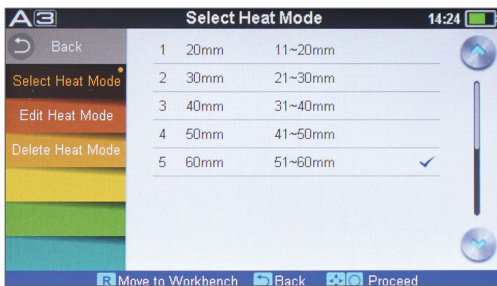 A3 Select Heat Mode 14:24
Back
Select Heat Mode
Edit Heat Mode
Delete Heat Mode
1 20mm 11~20mm
2 30mm 21~30mm
3 40mm 31~40mm
4 50mm 41~50mm
5 60mm 51~60mm
R Move to Workbench Back Proceed